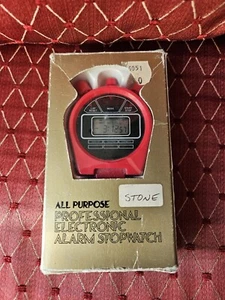 ALL PURPOSE
STONE
PROFESSIONAL
ELECTRONIC
ALARM STOPWATCH